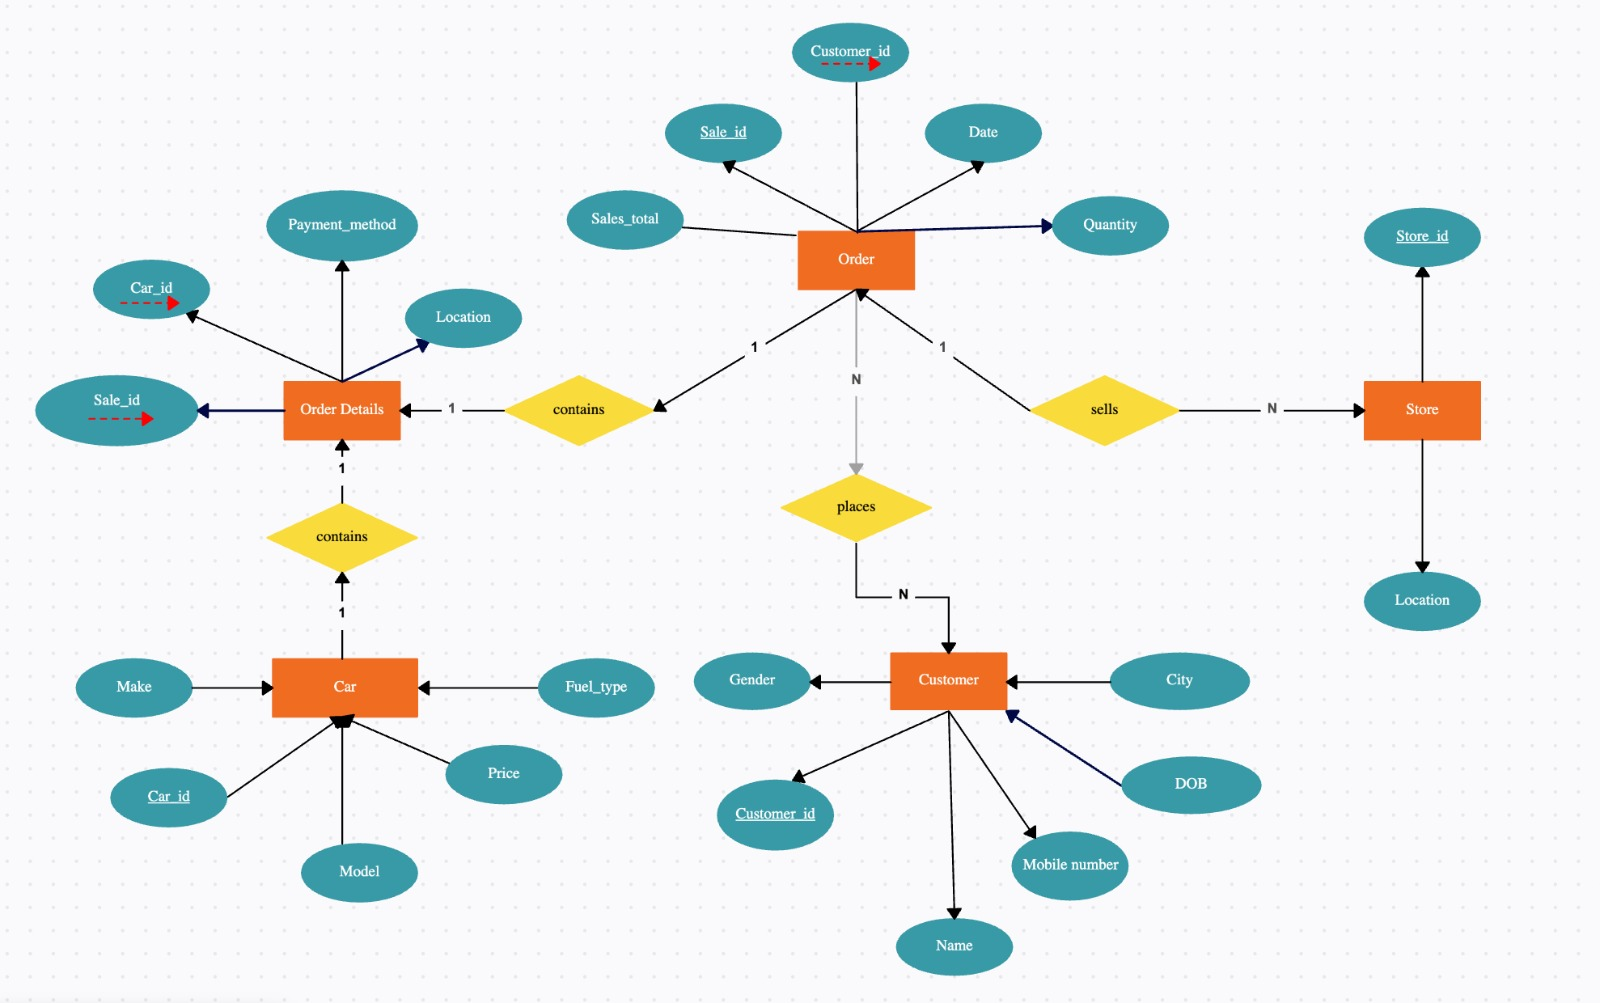 Customer_id
Sale_id
Date
Sales_total
Quantity
Order
Payment_method
Car_id
Location
Sale_id
Order Details
1
contains
1
N
1
sells
N
Store_id
Store
Location
1
contains
1
places
N
Make
Car
Fuel_type
Car_id
Price
Model
Gender
Customer
City
Customer_id
DOB
Mobile number
Name